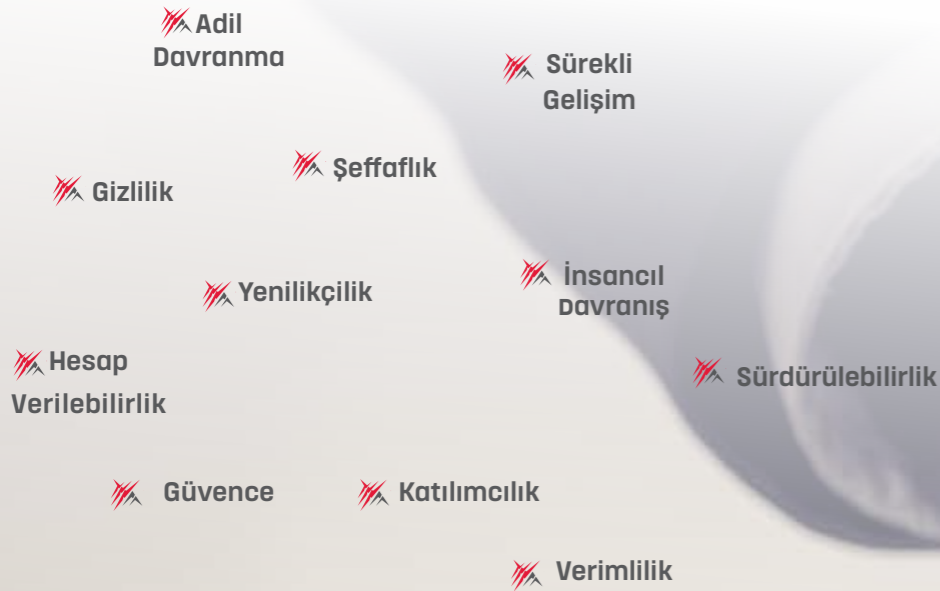 Adil
Davranma
Sürekli
Gelişim
Şeffaflık
Gizlilik
İnsancıl
Davranış
Yenilikçilik
Hesap
Verilebilirlik
Sürdürülebilirlik
Güvence
Katılımcılık
Verimlilik